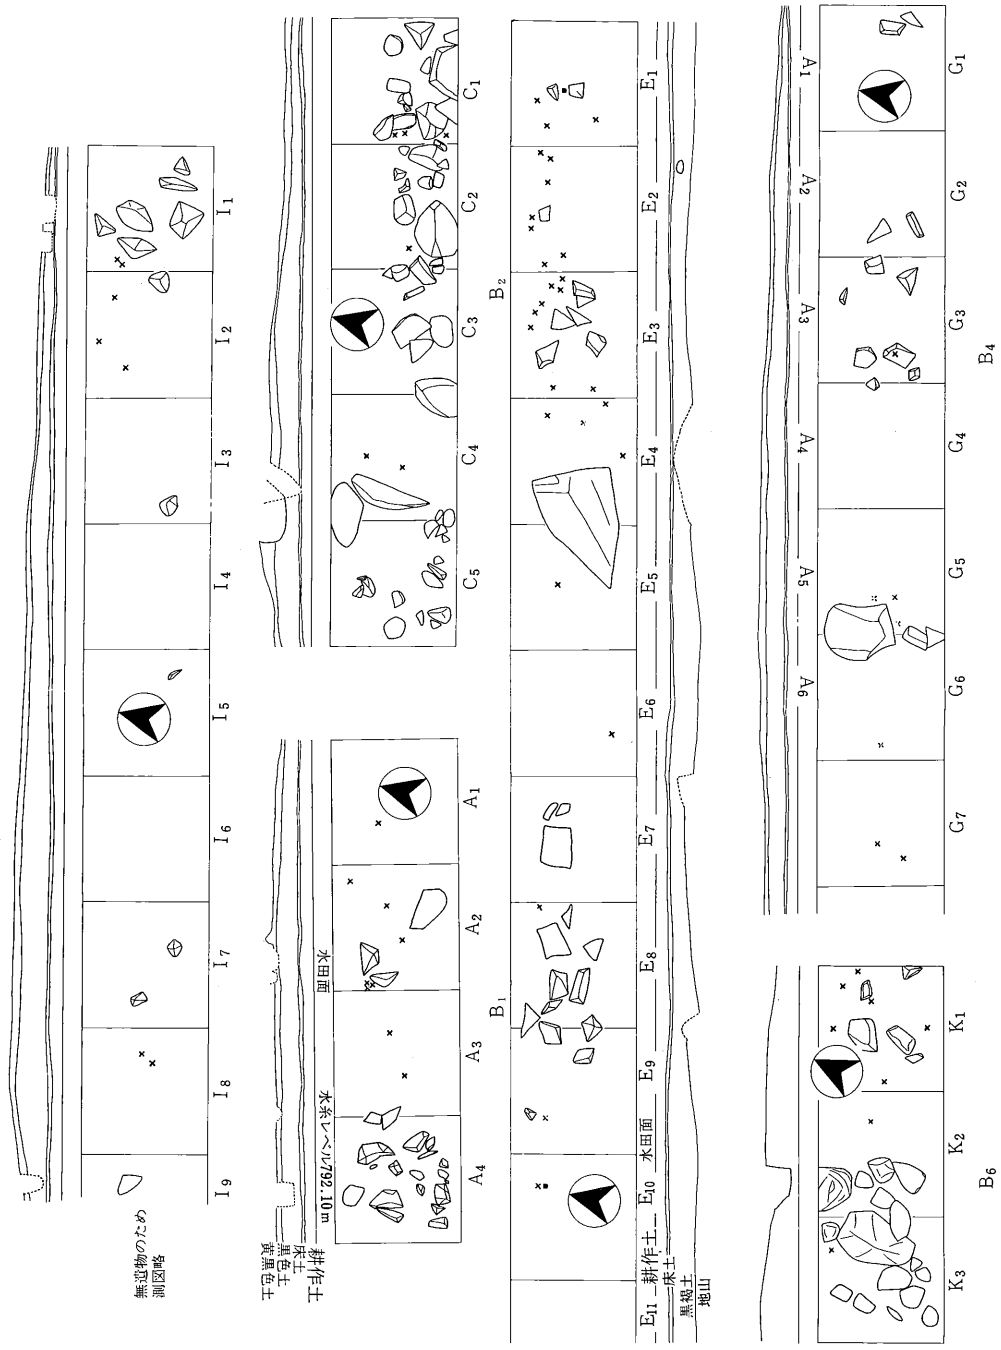 I1
I2
I3
I4
I5
I6
I7
I8
I9
無遺物のため
測図略
C1
C2
C3
C4
C5
B2
A1
A2
A3
A4
B1
水田面
水糸レベル792.10m
耕作土
床土
黒色土
黄黒色土
E1
E2
E3
E4
E5
E6
E7
E8
E9
E10
E11
水田面
耕作土
床土
黒褐土
地山
A1
A2
A3
A4
A5
A6
G1
G2
G3
G4
G5
G6
G7
B4
K1
K2
K3
B6